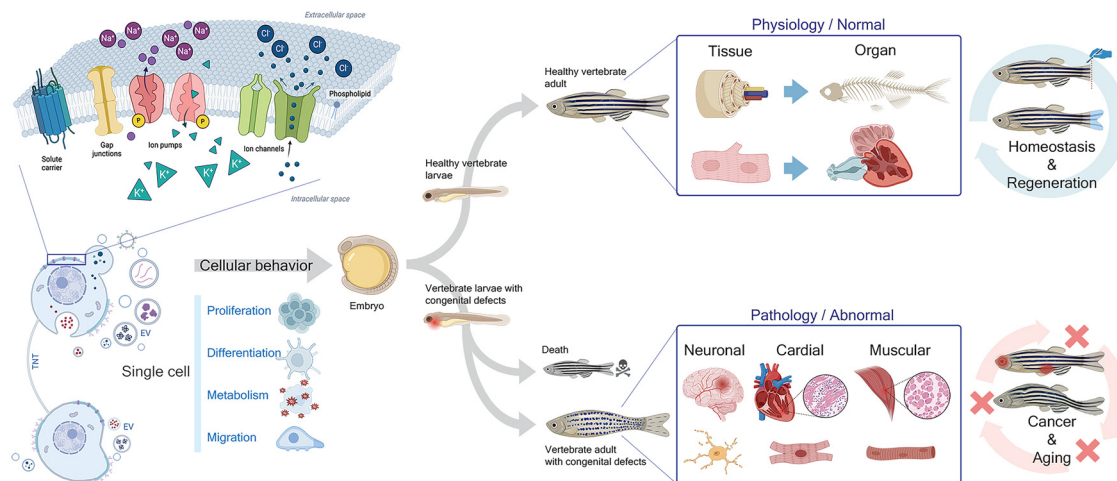 Extracellular space
Na⁺
Na⁺
Na⁺
Na⁺
Na⁺
Cl⁻
Cl⁻
Cl⁻
Cl⁻
Phospholipid
P
P
Solute
carrier
Gap
junctions
Ion pumps
Ion channels
K⁺
K⁺
K⁺
K⁺
Intracellular space
EV
TNT
EV
Single cell
Cellular behavior
Proliferation
Differentiation
Metabolism
Migration
Embryo
Healthy vertebrate
larvae
Vertebrate larvae with
congenital defects
Healthy vertebrate
adult
Death
Vertebrate adult
with congenital defects
Physiology / Normal
Tissue
Organ
Homeostasis
&
Regeneration
Pathology / Abnormal
Neuronal
Cardial
Muscular
Cancer
&
Aging